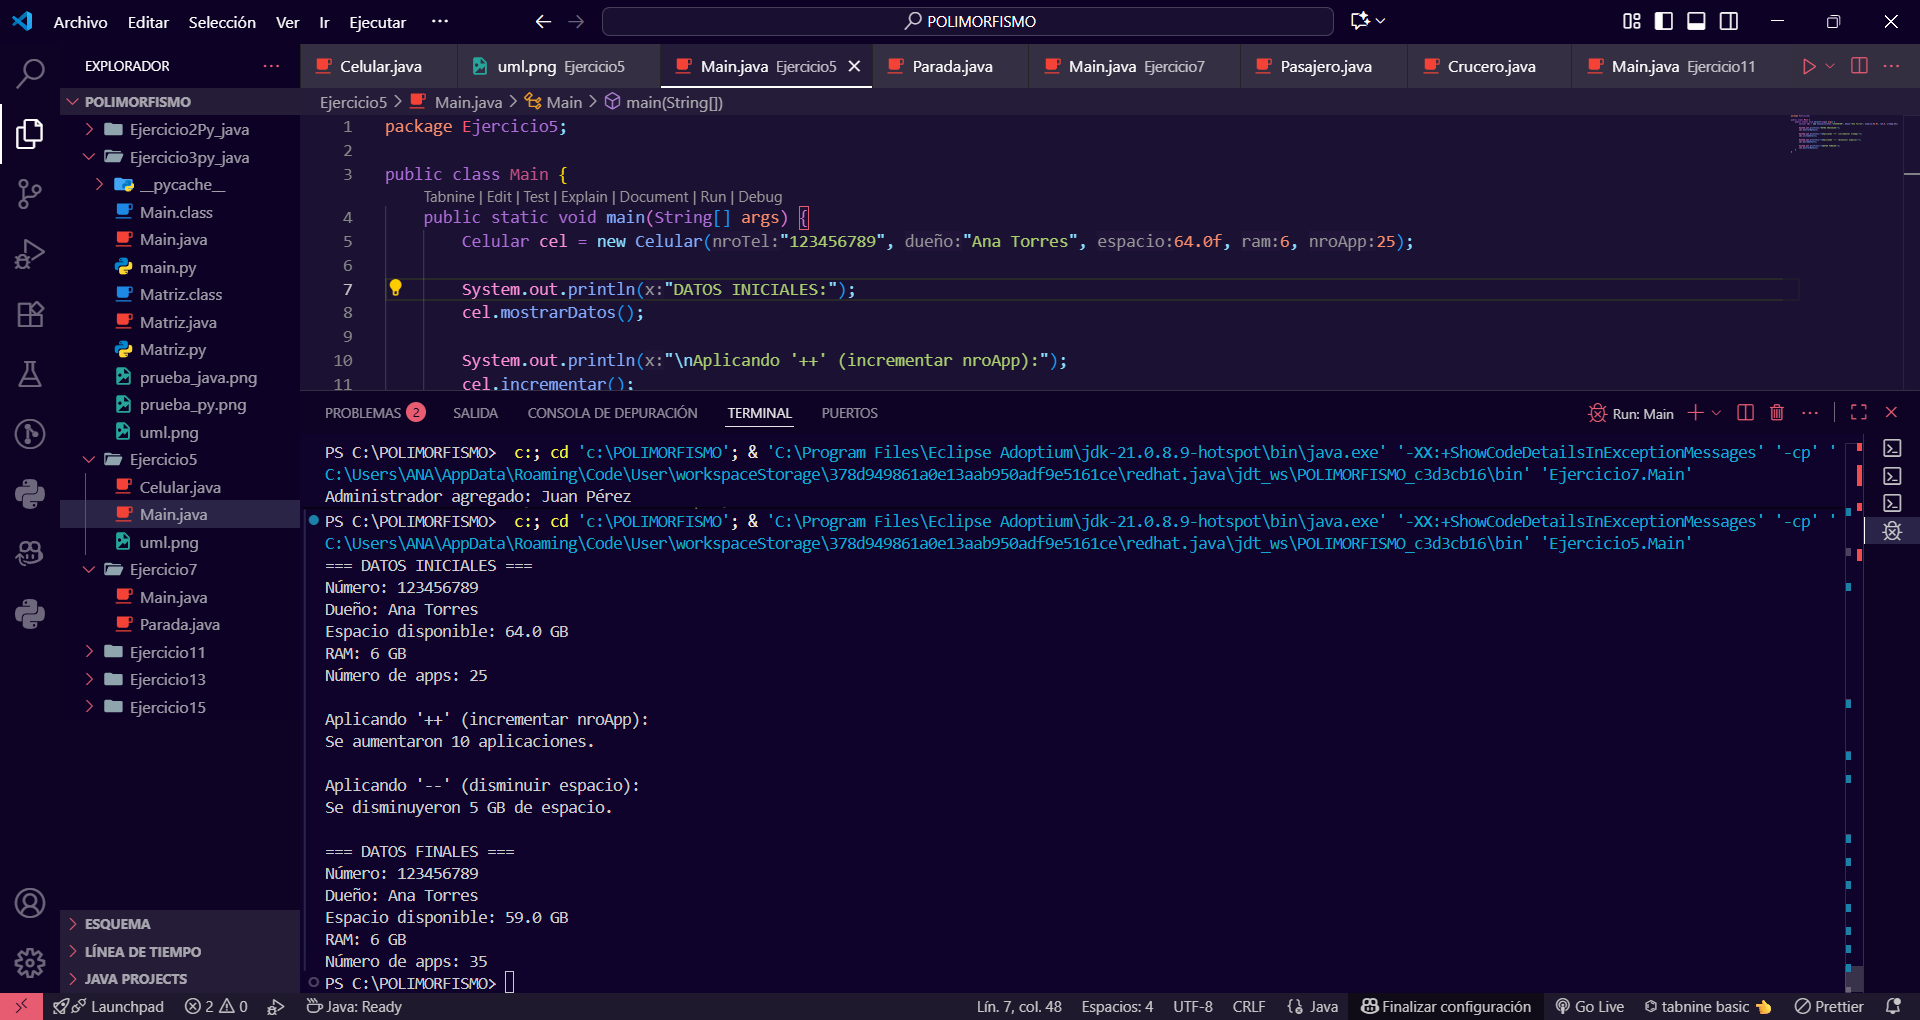 Archivo Editar Selección Ver Ir Ejecutar ··· POLIMORFISMO
EXPLORADOR ···
POLIMORFISMO
Ejercicio2Py_java
Ejercicio3py_java
__pycache__
Main.class
Main.java
main.py
Matriz.class
Matriz.java
Matriz.py
prueba_java.png
prueba_py.png
uml.png
Ejercicio5
Celular.java
Main.java
uml.png
Ejercicio7
Main.java
Parada.java
Ejercicio11
Ejercicio13
Ejercicio15
ESQUEMA
LÍNEA DE TIEMPO
JAVA PROJECTS
Celular.java uml.png Ejercicio5 Main.java Ejercicio5 Parada.java Main.java Ejercicio7 Pasajero.java Crucero.java Main.java Ejercicio11 ···
Ejercicio5 > Main.java > Main > main(String[])
1 package Ejercicio5;
2
3 public class Main {
Tabnine | Edit | Test | Explain | Document | Run | Debug
4 public static void main(String[] args) {
5 Celular cel = new Celular(nroTel:"123456789", dueño:"Ana Torres", espacio:64.0f, ram:6, nroApp:25);
6
7 System.out.println(x:"DATOS INICIALES:");
8 cel.mostrarDatos();
9
10 System.out.println(x:"\nAplicando '++' (incrementar nroApp):");
11 cel.incrementar();
PROBLEMAS 2 SALIDA CONSOLA DE DEPURACIÓN TERMINAL PUERTOS Run: Main ···
PS C:\POLIMORFISMO> c:; cd 'c:\POLIMORFISMO'; & 'C:\Program Files\Eclipse Adoptium\jdk-21.0.8.9-hotspot\bin\java.exe' '-XX:+ShowCodeDetailsInExceptionMessages' '-cp' '
C:\Users\ANA\AppData\Roaming\Code\User\workspaceStorage\378d949861a0e13aab950adf9e5161ce\redhat.java\jdt_ws\POLIMORFISMO_c3d3cb16\bin' 'Ejercicio7.Main'
Administrador agregado: Juan Pérez
PS C:\POLIMORFISMO> c:; cd 'c:\POLIMORFISMO'; & 'C:\Program Files\Eclipse Adoptium\jdk-21.0.8.9-hotspot\bin\java.exe' '-XX:+ShowCodeDetailsInExceptionMessages' '-cp' '
C:\Users\ANA\AppData\Roaming\Code\User\workspaceStorage\378d949861a0e13aab950adf9e5161ce\redhat.java\jdt_ws\POLIMORFISMO_c3d3cb16\bin' 'Ejercicio5.Main'
=== DATOS INICIALES ===
Número: 123456789
Dueño: Ana Torres
Espacio disponible: 64.0 GB
RAM: 6 GB
Número de apps: 25

Aplicando '++' (incrementar nroApp):
Se aumentaron 10 aplicaciones.

Aplicando '--' (disminuir espacio):
Se disminuyeron 5 GB de espacio.

=== DATOS FINALES ===
Número: 123456789
Dueño: Ana Torres
Espacio disponible: 59.0 GB
RAM: 6 GB
Número de apps: 35
PS C:\POLIMORFISMO>
Launchpad 2 0 Java: Ready Lín. 7, col. 48 Espacios: 4 UTF-8 CRLF {} Java Finalizar configuración Go Live tabnine basic 👈 Prettier